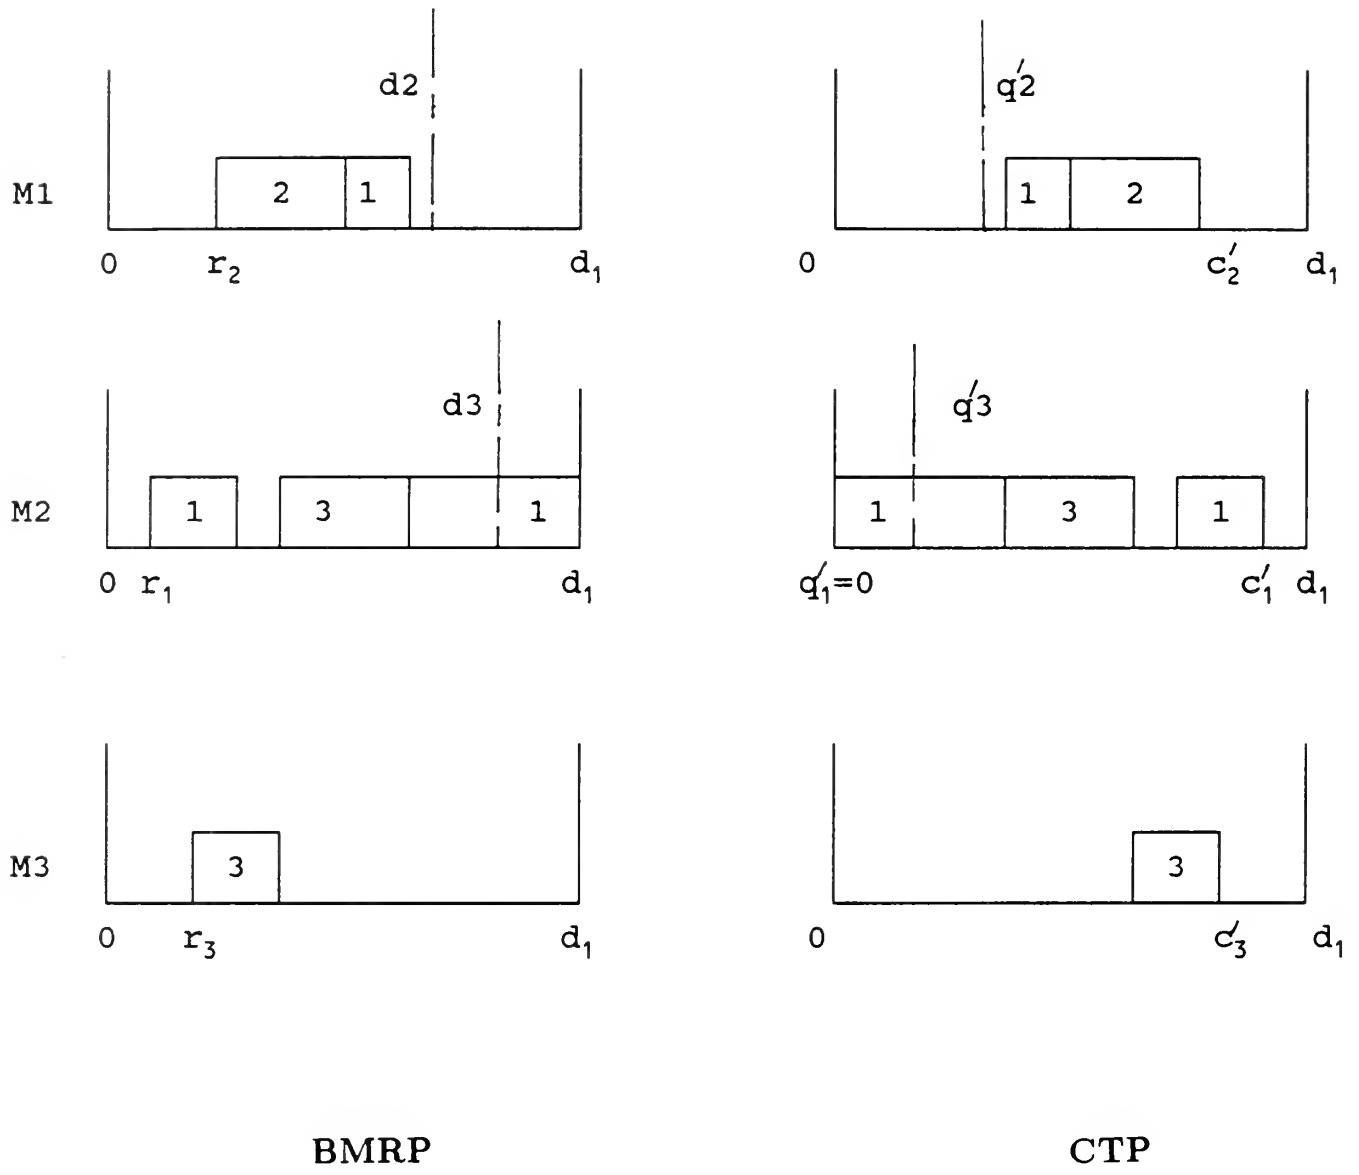 d2 q′2
M1 2 1 1 2
0 r₂ d₁ 0 c′₂ d₁
d3 q′3
M2 1 3 1 1 3 1
0 r₁ d₁ q′₁=0 c′₁ d₁
M3 3 3
0 r₃ d₁ 0 c′₃ d₁
BMRP CTP